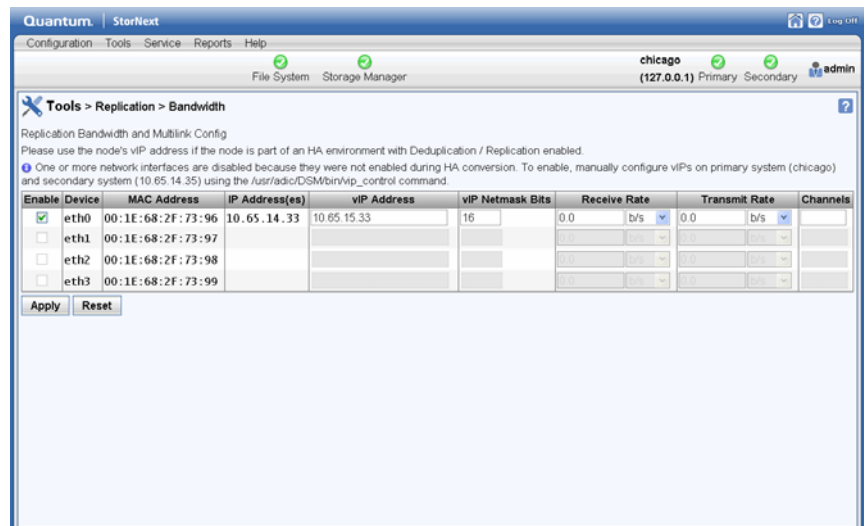 Quantum. StorNext Log Off
Configuration Tools Service Reports Help
File System Storage Manager chicago (127.0.0.1) Primary Secondary admin
Tools > Replication > Bandwidth
Replication Bandwidth and Multilink Config
Please use the node's vIP address if the node is part of an HA environment with Deduplication / Replication enabled.
One or more network interfaces are disabled because they were not enabled during HA conversion. To enable, manually configure vIPs on primary system (chicago)
and secondary system (10.65.14.35) using the /usr/adic/DSM/bin/vip_control command.
Enable Device MAC Address IP Address(es) vIP Address vIP Netmask Bits Receive Rate Transmit Rate Channels
eth0 00:1E:68:2F:73:96 10.65.14.33 10.65.15.33 16 0.0 b/s 0.0 b/s
eth1 00:1E:68:2F:73:97 0.0 b/s 0.0 b/s
eth2 00:1E:68:2F:73:98 0.0 b/s 0.0 b/s
eth3 00:1E:68:2F:73:99 0.0 b/s 0.0 b/s
Apply Reset